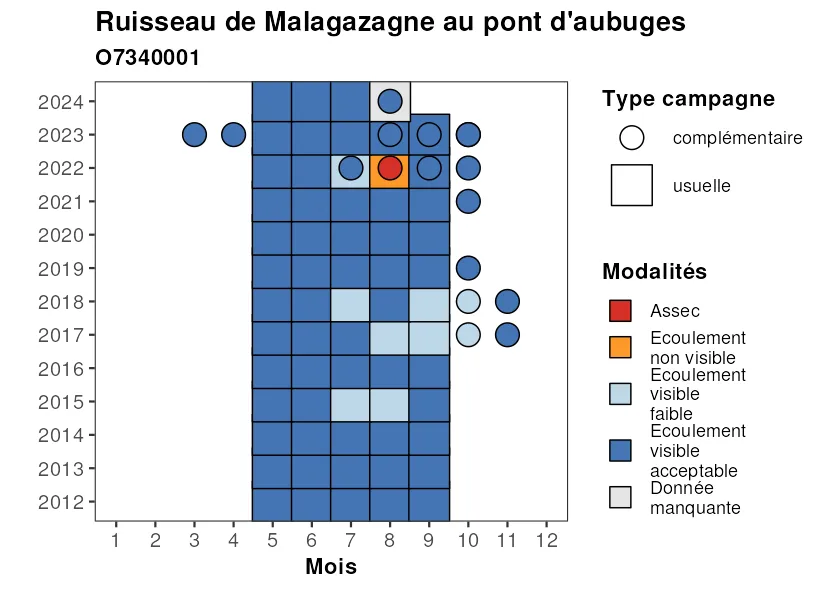 Ruisseau de Malagazagne au pont d'aubuges
O7340001
2024
2023
2022
2021
2020
2019
2018
2017
2016
2015
2014
2013
2012
1 2 3 4 5 6 7 8 9 10 11 12
Mois
Type campagne
complémentaire
usuelle
Modalités
Assec
Ecoulement
non visible
Ecoulement
visible
faible
Ecoulement
visible
acceptable
Donnée
manquante